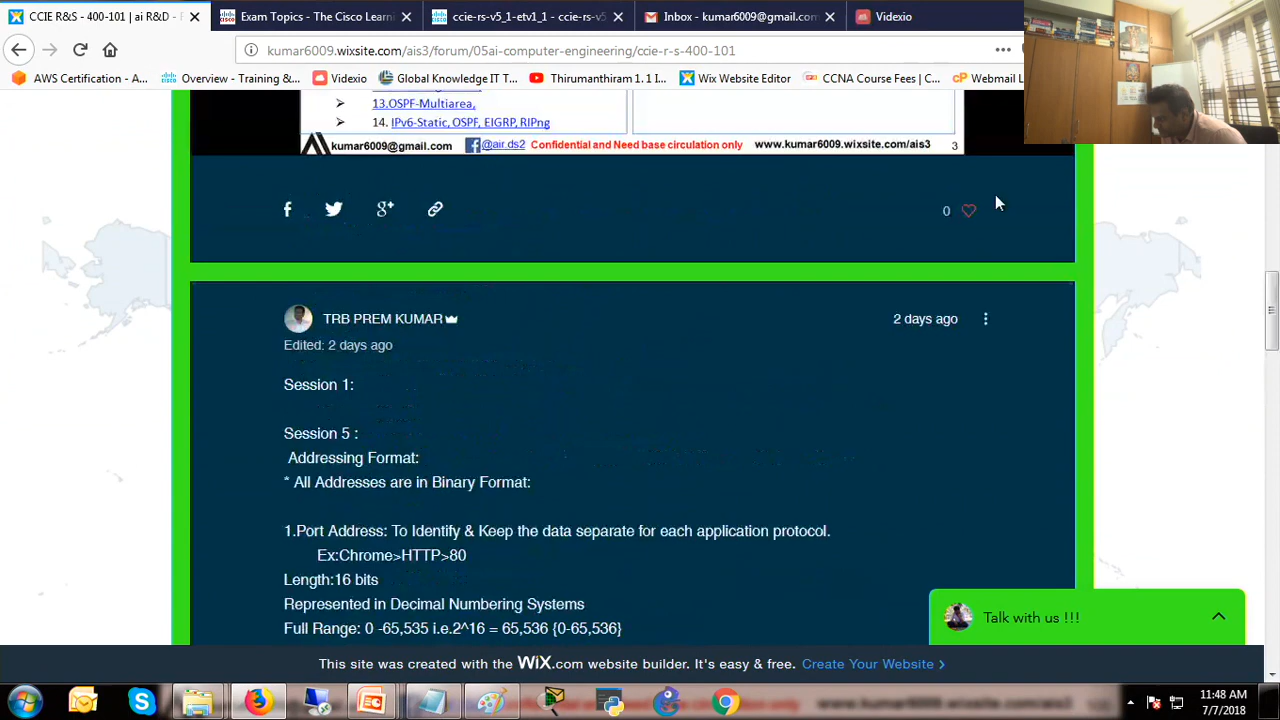 CCIE R&S - 400-101 | ai R&D -
Exam Topics - The Cisco Learni
ccie-rs-v5_1-etv1_1 - ccie-rs-v5
Inbox - kumar6009@gmail.com
Videxio
kumar6009.wixsite.com/ais3/forum/05ai-computer-engineering/ccie-r-s-400-101
AWS Certification - A...
Overview - Training &...
Videxio
Global Knowledge IT T...
Thirumanthiram 1. 1 I...
Wix Website Editor
CCNA Course Fees | C...
Webmail L
13.OSPF-Multiarea,
14. IPv6-Static, OSPF, EIGRP, RIPng
kumar6009@gmail.com
@air.ds2
Confidential and Need base circulation only
www.kumar6009.wixsite.com/ais3
3
0
TRB PREM KUMAR
2 days ago
Edited: 2 days ago
Session 1:
Session 5 :
Addressing Format:
* All Addresses are in Binary Format:
1.Port Address: To Identify & Keep the data separate for each application protocol.
Ex:Chrome>HTTP>80
Length:16 bits
Represented in Decimal Numbering Systems
Full Range: 0 -65,535 i.e.2^16 = 65,536 {0-65,536}
Talk with us !!!
This site was created with the WiX.com website builder. It's easy & free. Create Your Website >
11:48 AM
7/7/2018